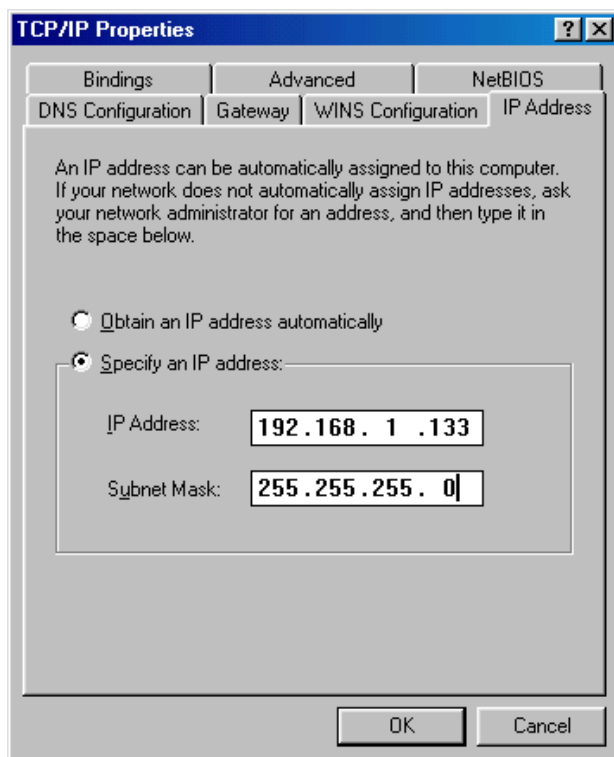 TCP/IP Properties
Bindings Advanced NetBIOS
DNS Configuration Gateway WINS Configuration IP Address
An IP address can be automatically assigned to this computer.
If your network does not automatically assign IP addresses, ask
your network administrator for an address, and then type it in
the space below.
Obtain an IP address automatically
Specify an IP address:
IP Address: 192.168. 1 .133
Subnet Mask: 255.255.255. 0
OK Cancel